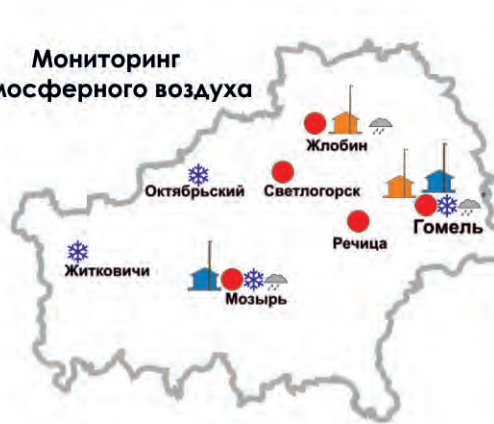 Мониторинг
мосферного воздуха
Жлобин
Октябрьский
Светлогорск
Гомель
Речица
Житковичи
Мозырь